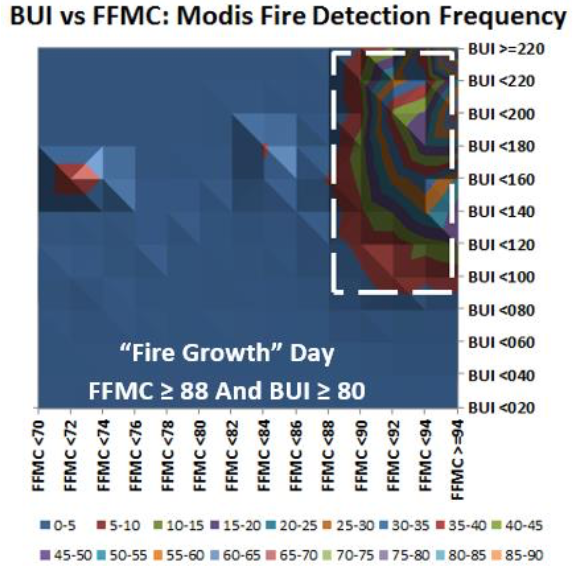 BUI vs FFMC: Modis Fire Detection Frequency
BUI >=220
BUI <220
BUI <200
BUI <180
BUI <160
BUI <140
BUI <120
BUI <100
BUI <080
BUI <060
BUI <040
BUI <020
“Fire Growth” Day
FFMC ≥ 88 And BUI ≥ 80
FFMC <70
FFMC <72
FFMC <74
FFMC <76
FFMC <78
FFMC <80
FFMC <82
FFMC <84
FFMC <86
FFMC <88
FFMC <90
FFMC <92
FFMC <94
FFMC >=94
0-5 5-10 10-15 15-20 20-25 25-30 30-35 35-40 40-45
45-50 50-55 55-60 60-65 65-70 70-75 75-80 80-85 85-90